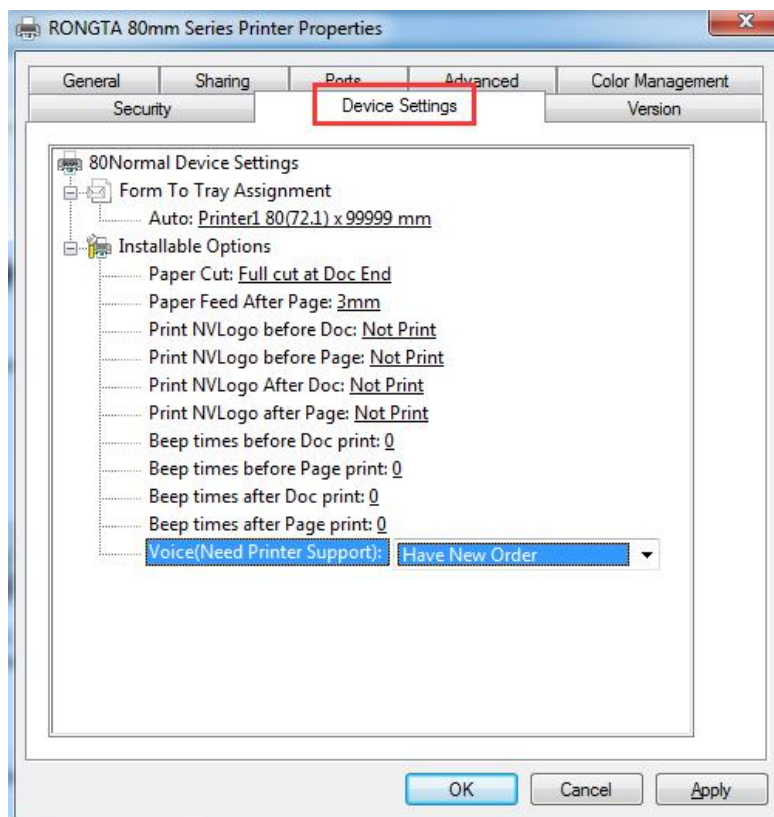 RONGTA 80mm Series Printer Properties
General Sharing Ports Advanced Color Management
Security Device Settings Version
80Normal Device Settings
Form To Tray Assignment
Auto: Printer1 80(72.1) x 99999 mm
Installable Options
Paper Cut: Full cut at Doc End
Paper Feed After Page: 3mm
Print NVLogo before Doc: Not Print
Print NVLogo before Page: Not Print
Print NVLogo After Doc: Not Print
Print NVLogo after Page: Not Print
Beep times before Doc print: 0
Beep times before Page print: 0
Beep times after Doc print: 0
Beep times after Page print: 0
Voice(Need Printer Support): Have New Order
OK Cancel Apply